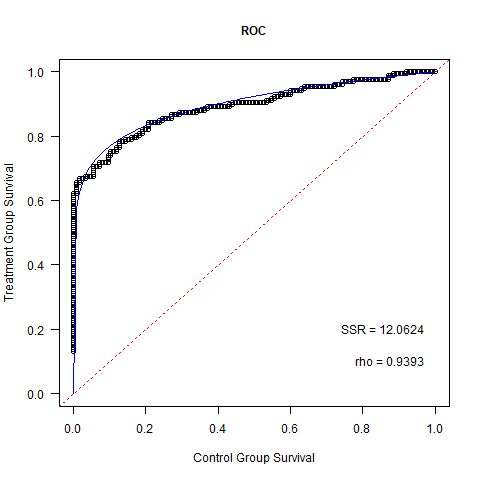 ROC
Treatment Group Survival
1.0
0.8
0.6
0.4
0.2
0.0
SSR = 12.0624
rho = 0.9393
0.0 0.2 0.4 0.6 0.8 1.0
Control Group Survival